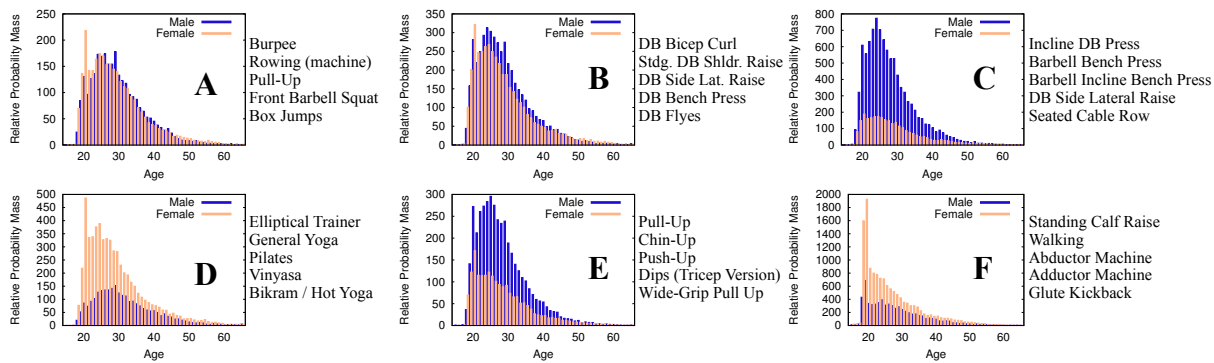 Relative Probability Mass
250
200
150
100
50
0
20 30 40 50 60
Age
Male
Female
A
Burpee
Rowing (machine)
Pull-Up
Front Barbell Squat
Box Jumps
Relative Probability Mass
350
300
250
200
150
100
50
0
20 30 40 50 60
Age
Male
Female
B
DB Bicep Curl
Stdg. DB Shldr. Raise
DB Side Lat. Raise
DB Bench Press
DB Flyes
Relative Probability Mass
800
700
600
500
400
300
200
100
0
20 30 40 50 60
Age
Male
Female
C
Incline DB Press
Barbell Bench Press
Barbell Incline Bench Press
DB Side Lateral Raise
Seated Cable Row
Relative Probability Mass
500
450
400
350
300
250
200
150
100
50
0
20 30 40 50 60
Age
Male
Female
D
Elliptical Trainer
General Yoga
Pilates
Vinyasa
Bikram / Hot Yoga
Relative Probability Mass
300
250
200
150
100
50
0
20 30 40 50 60
Age
Male
Female
E
Pull-Up
Chin-Up
Push-Up
Dips (Tricep Version)
Wide-Grip Pull Up
Relative Probability Mass
2000
1800
1600
1400
1200
1000
800
600
400
200
0
20 30 40 50 60
Age
Male
Female
F
Standing Calf Raise
Walking
Abductor Machine
Adductor Machine
Glute Kickback